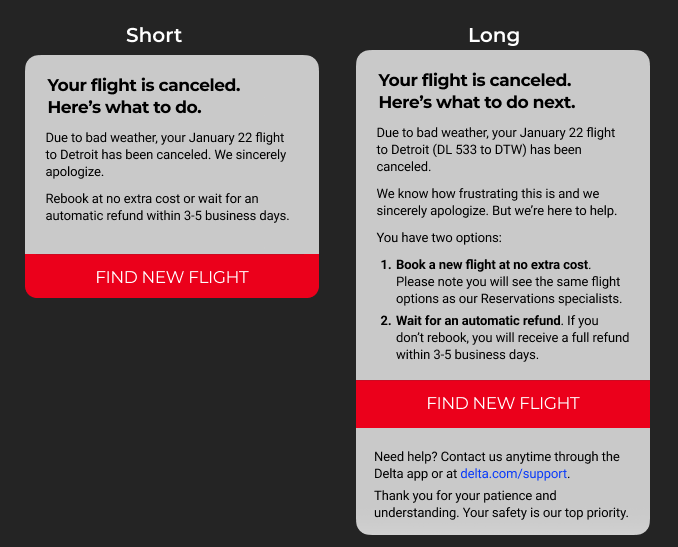 Short
Your flight is canceled.
Here’s what to do.
Due to bad weather, your January 22 flight
to Detroit has been canceled. We sincerely
apologize.
Rebook at no extra cost or wait for an
automatic refund within 3-5 business days.
FIND NEW FLIGHT
Long
Your flight is canceled.
Here’s what to do next.
Due to bad weather, your January 22 flight
to Detroit (DL 533 to DTW) has been
canceled.
We know how frustrating this is and we
sincerely apologize. But we’re here to help.
You have two options:
1. Book a new flight at no extra cost.
Please note you will see the same flight
options as our Reservations specialists.
2. Wait for an automatic refund. If you
don’t rebook, you will receive a full refund
within 3-5 business days.
FIND NEW FLIGHT
Need help? Contact us anytime through the
Delta app or at delta.com/support.
Thank you for your patience and
understanding. Your safety is our top priority.